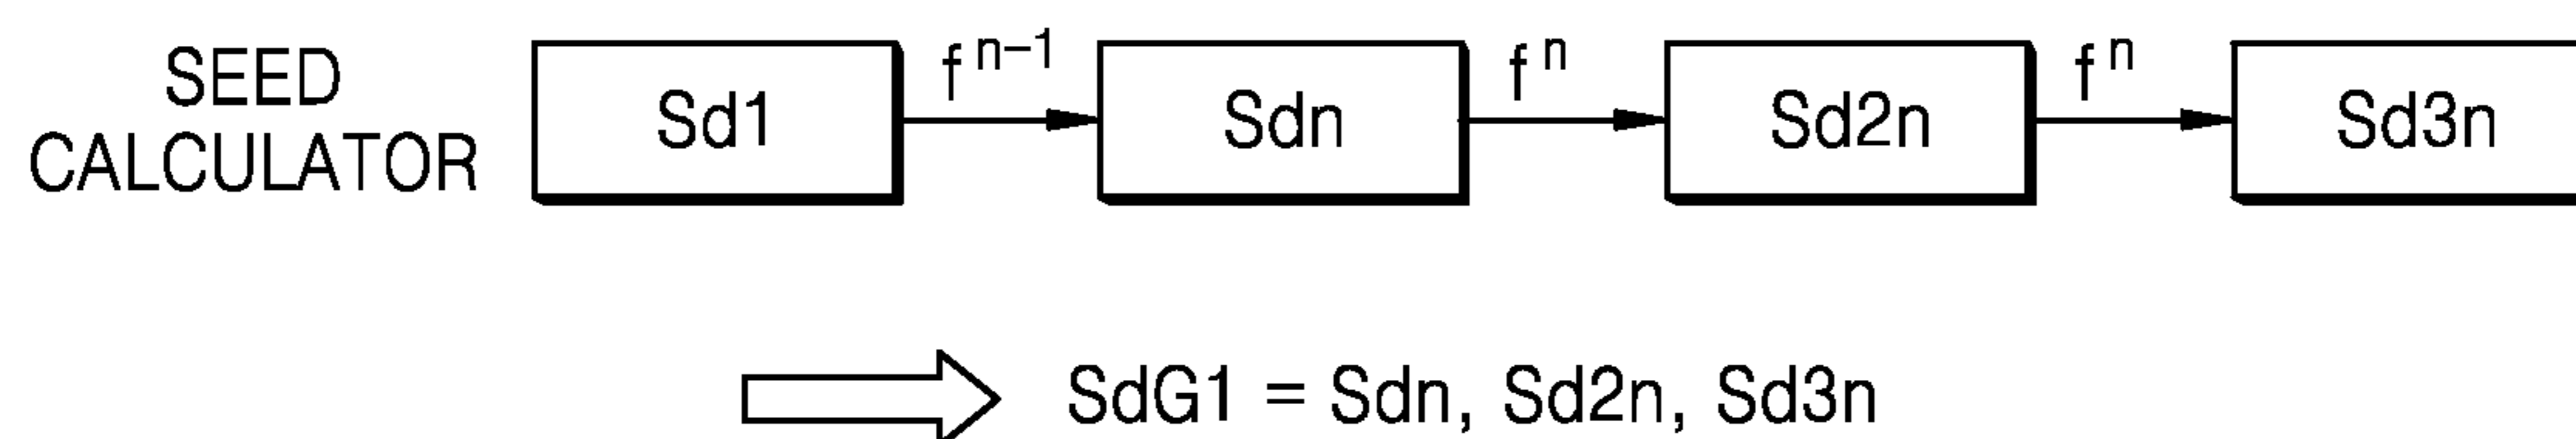 SEED
CALCULATOR
Sd1 f^n-1 Sdn f^n Sd2n f^n Sd3n
SdG1 = Sdn, Sd2n, Sd3n